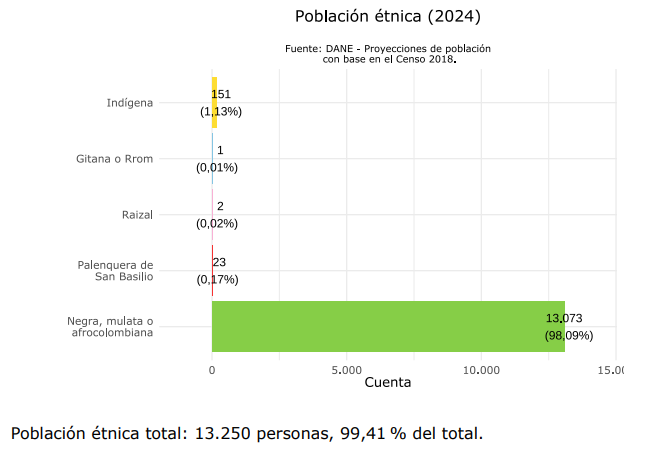 Población étnica (2024)
Fuente: DANE - Proyecciones de población
con base en el Censo 2018.
Indígena
151
(1,13%)
Gitana o Rrom
1
(0,01%)
Raizal
2
(0,02%)
Palenquera de
San Basilio
23
(0,17%)
Negra, mulata o
afrocolombiana
13.073
(98,09%)
0
5.000
10.000
15.00
Cuenta
Población étnica total: 13.250 personas, 99,41 % del total.